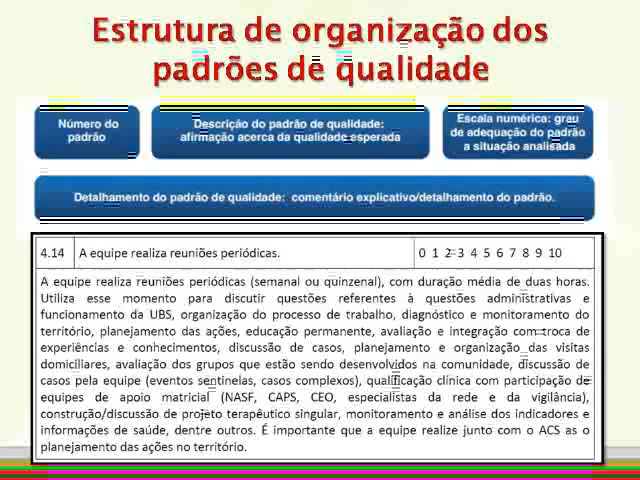 Estrutura de organização dos
padrões de qualidade
Número do
padrão
Descrição do padrão de qualidade:
afirmação acerca da qualidade esperada
Escala numérica: grau
de adequação do padrão
a situação analisada
Detalhamento do padrão de qualidade: comentário explicativo/detalhamento do padrão.
4.14 A equipe realiza reuniões periódicas. 0 1 2 3 4 5 6 7 8 9 10
A equipe realiza reuniões periódicas (semanal ou quinzenal), com duração média de duas horas.
Utiliza esse momento para discutir questões referentes à questões administrativas e
funcionamento da UBS, organização do processo de trabalho, diagnóstico e monitoramento do
território, planejamento das ações, educação permanente, avaliação e integração com troca de
experiências e conhecimentos, discussão de casos, planejamento e organização das visitas
domiciliares, avaliação dos grupos que estão sendo desenvolvidos na comunidade, discussão de
casos pela equipe (eventos sentinelas, casos complexos), qualificação clínica com participação de
equipes de apoio matricial (NASF, CAPS, CEO, especialistas da rede e da vigilância),
construção/discussão de projeto terapêutico singular, monitoramento e análise dos indicadores e
informações de saúde, dentre outros. É importante que a equipe realize junto com o ACS as o
planejamento das ações no território.